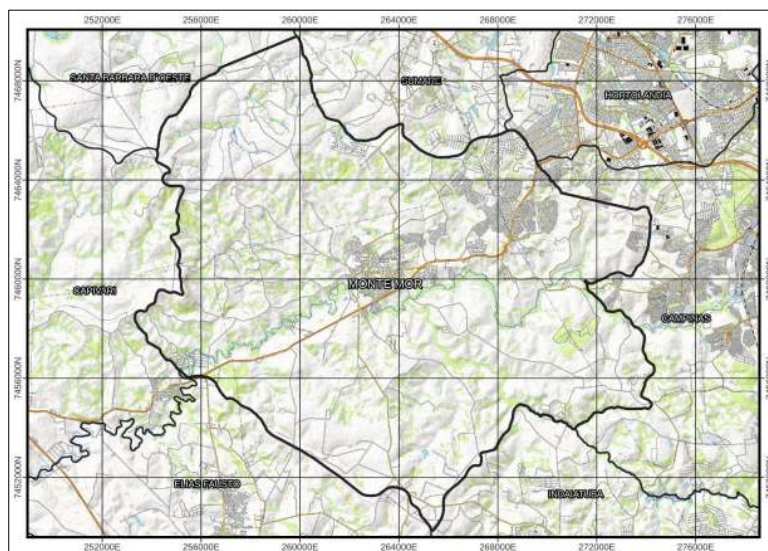 252000E 256000E 260000E 264000E 268000E 272000E 276000E
7468000N
SANTA BARBARA D'OESTE
SUMARE
HORTOLANDIA
7464000N
7460000N
MONTE MOR
CAPIVARI
CAMPINAS
7456000N
7452000N
ELIAS FAUSTO
INDAIATUBA
252000E 256000E 260000E 264000E 268000E 272000E 276000E